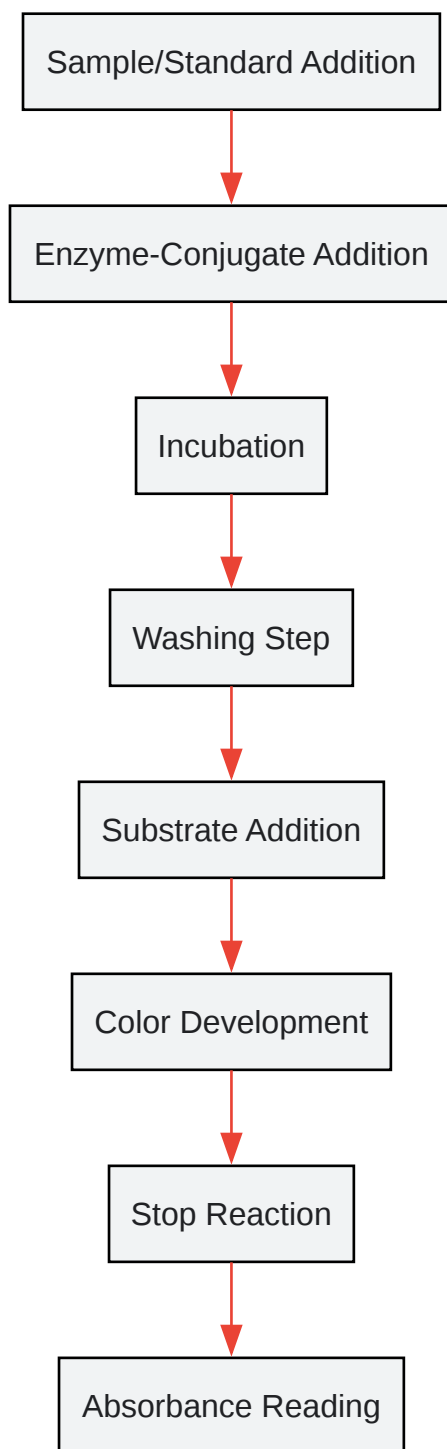 Sample/Standard Addition
Enzyme-Conjugate Addition
Incubation
Washing Step
Substrate Addition
Color Development
Stop Reaction
Absorbance Reading